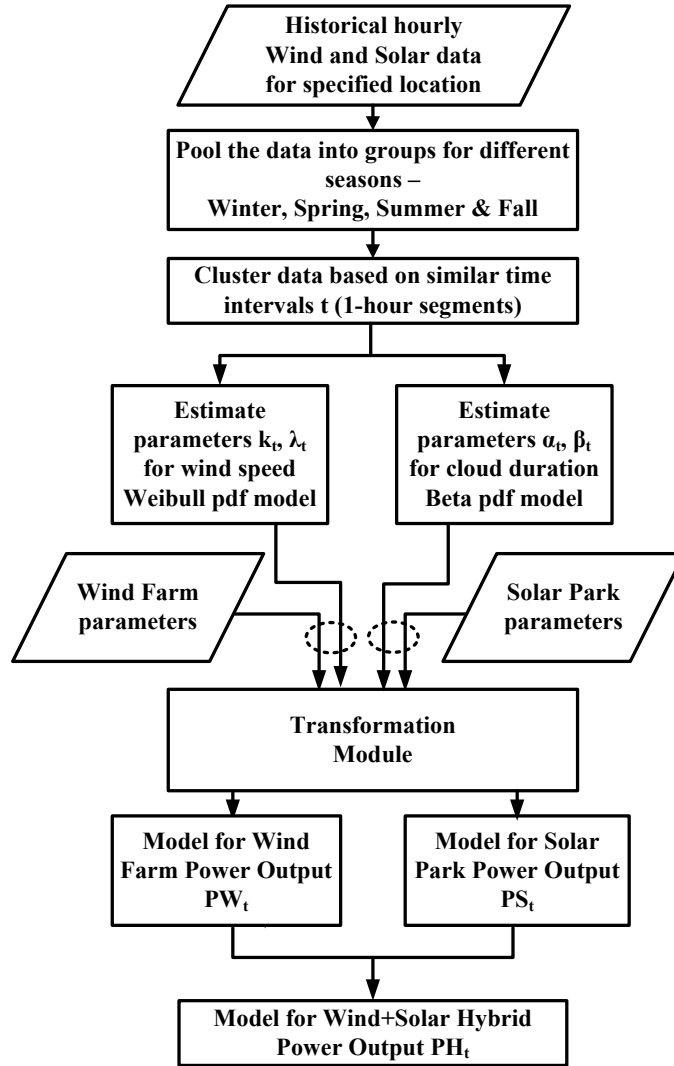 Historical hourly
Wind and Solar data
for specified location
Pool the data into groups for different
seasons –
Winter, Spring, Summer & Fall
Cluster data based on similar time
intervals t (1-hour segments)
Estimate
parameters kₜ, λₜ
for wind speed
Weibull pdf model
Estimate
parameters αₜ, βₜ
for cloud duration
Beta pdf model
Wind Farm
parameters
Solar Park
parameters
Transformation
Module
Model for Wind
Farm Power Output
PWₜ
Model for Solar
Park Power Output
PSₜ
Model for Wind+Solar Hybrid
Power Output PHₜ